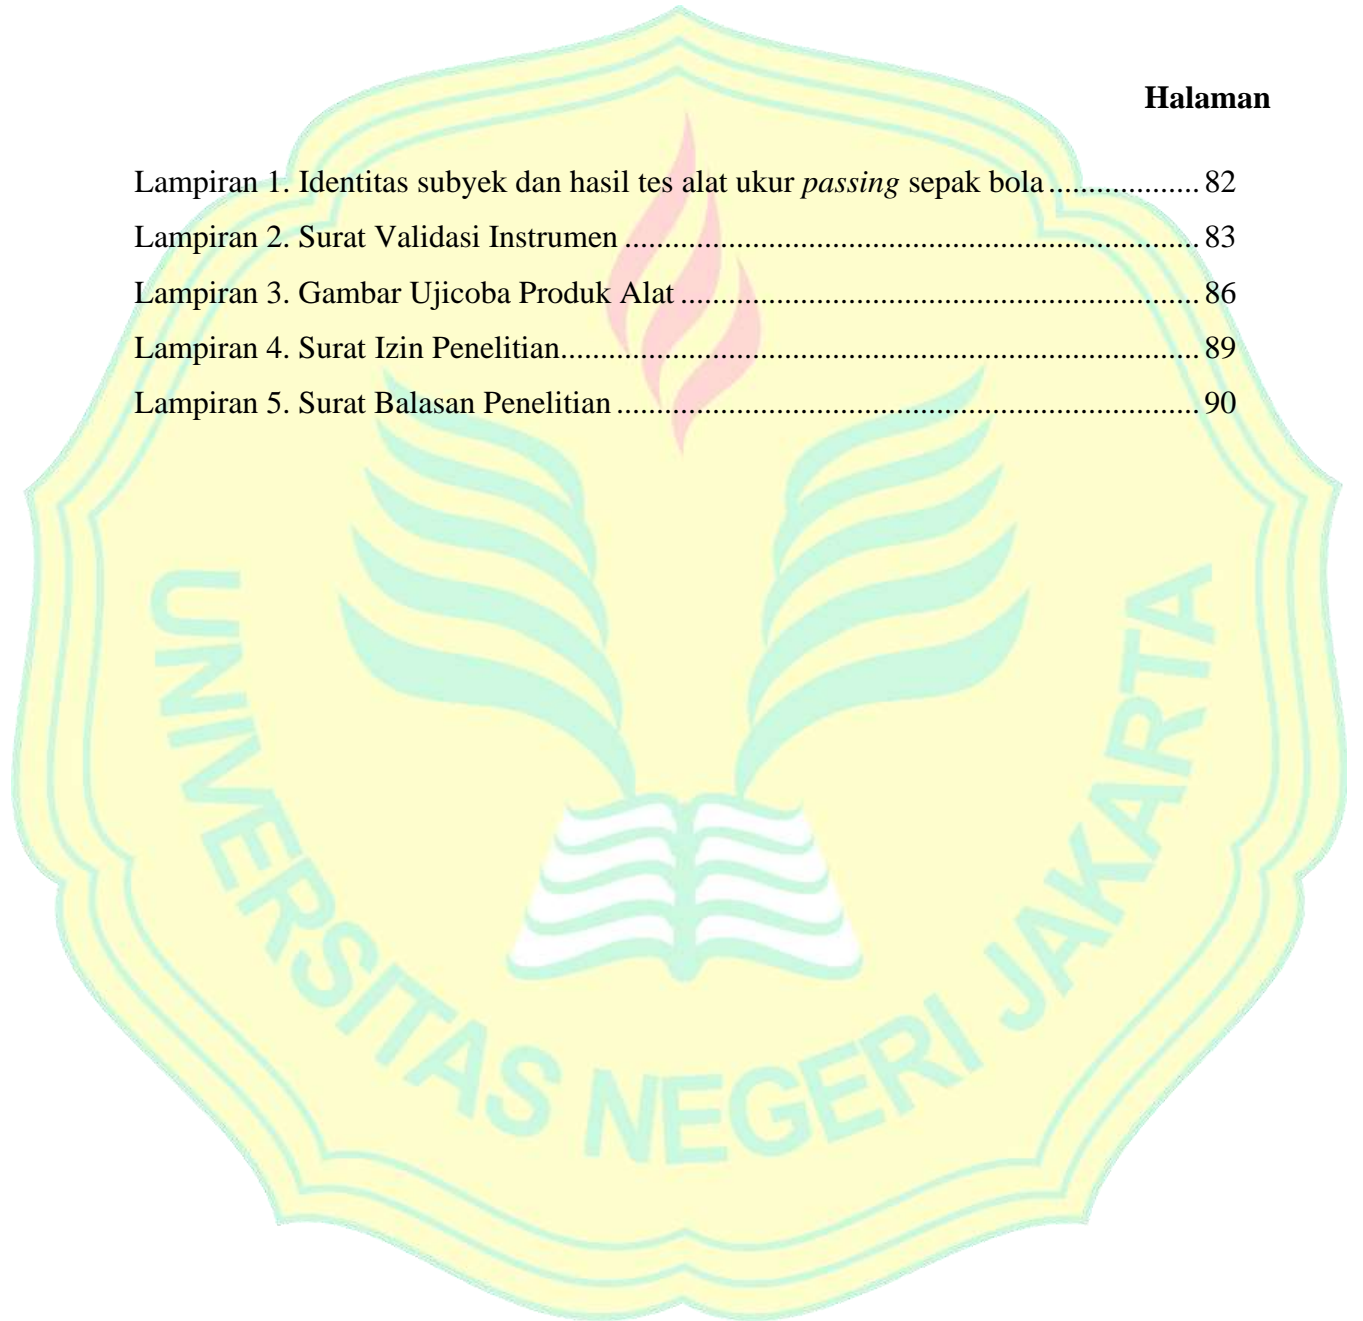 Halaman
Lampiran 1. Identitas subyek dan hasil tes alat ukur passing sepak bola .................. 82
Lampiran 2. Surat Validasi Instrumen ......................................................................... 83
Lampiran 3. Gambar Ujicoba Produk Alat ............................................................... 86
Lampiran 4. Surat Izin Penelitian............................................................................. 89
Lampiran 5. Surat Balasan Penelitian ....................................................................... 90
UNIVERSITAS NEGERI JAKARTA